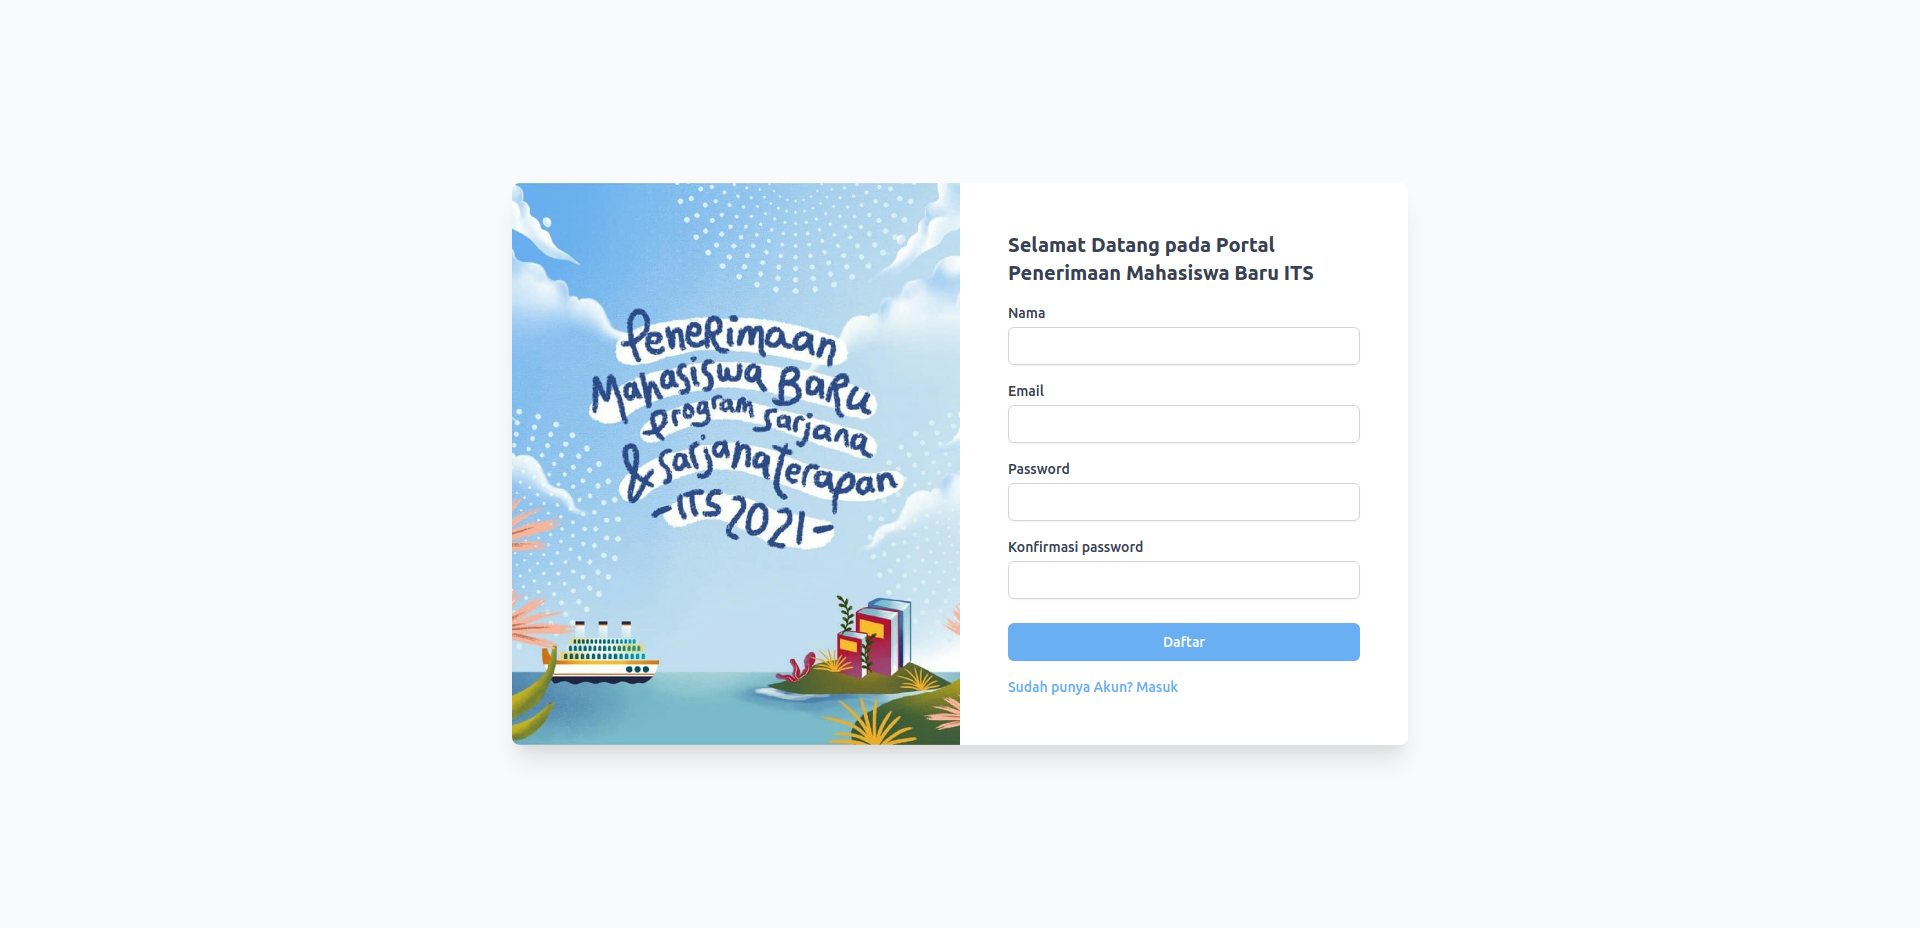 Penerimaan
Mahasiswa Baru
Program Sarjana
& Sarjana terapan
- ITS 2021 -
Selamat Datang pada Portal
Penerimaan Mahasiswa Baru ITS
Nama
Email
Password
Konfirmasi password
Daftar
Sudah punya Akun? Masuk